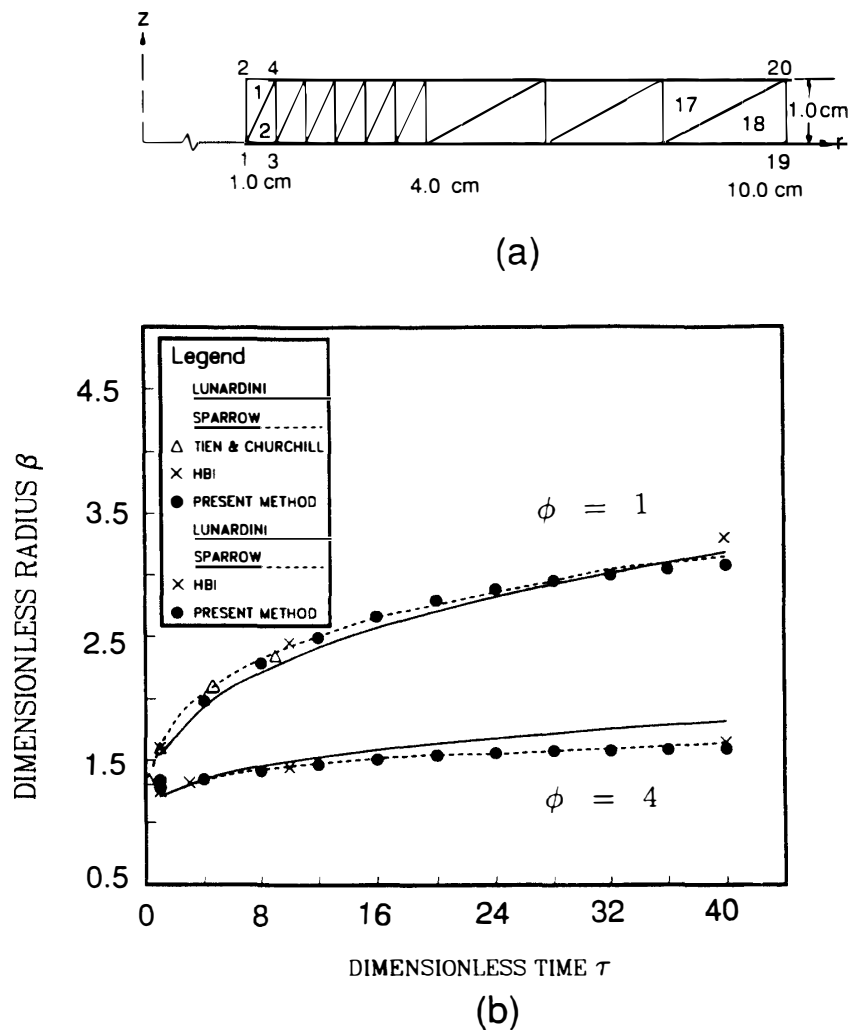 z
2 4 20
1 17 1.0 cm
2 18
r
1 3 19
1.0 cm 4.0 cm 10.0 cm
(a)
Legend
LUNARDINI
SPARROW
TIEN & CHURCHILL
HBI
PRESENT METHOD
LUNARDINI
SPARROW
HBI
PRESENT METHOD
4.5
3.5
2.5
1.5
0.5
DIMENSIONLESS RADIUS β
ϕ = 1
ϕ = 4
0 8 16 24 32 40
DIMENSIONLESS TIME τ
(b)